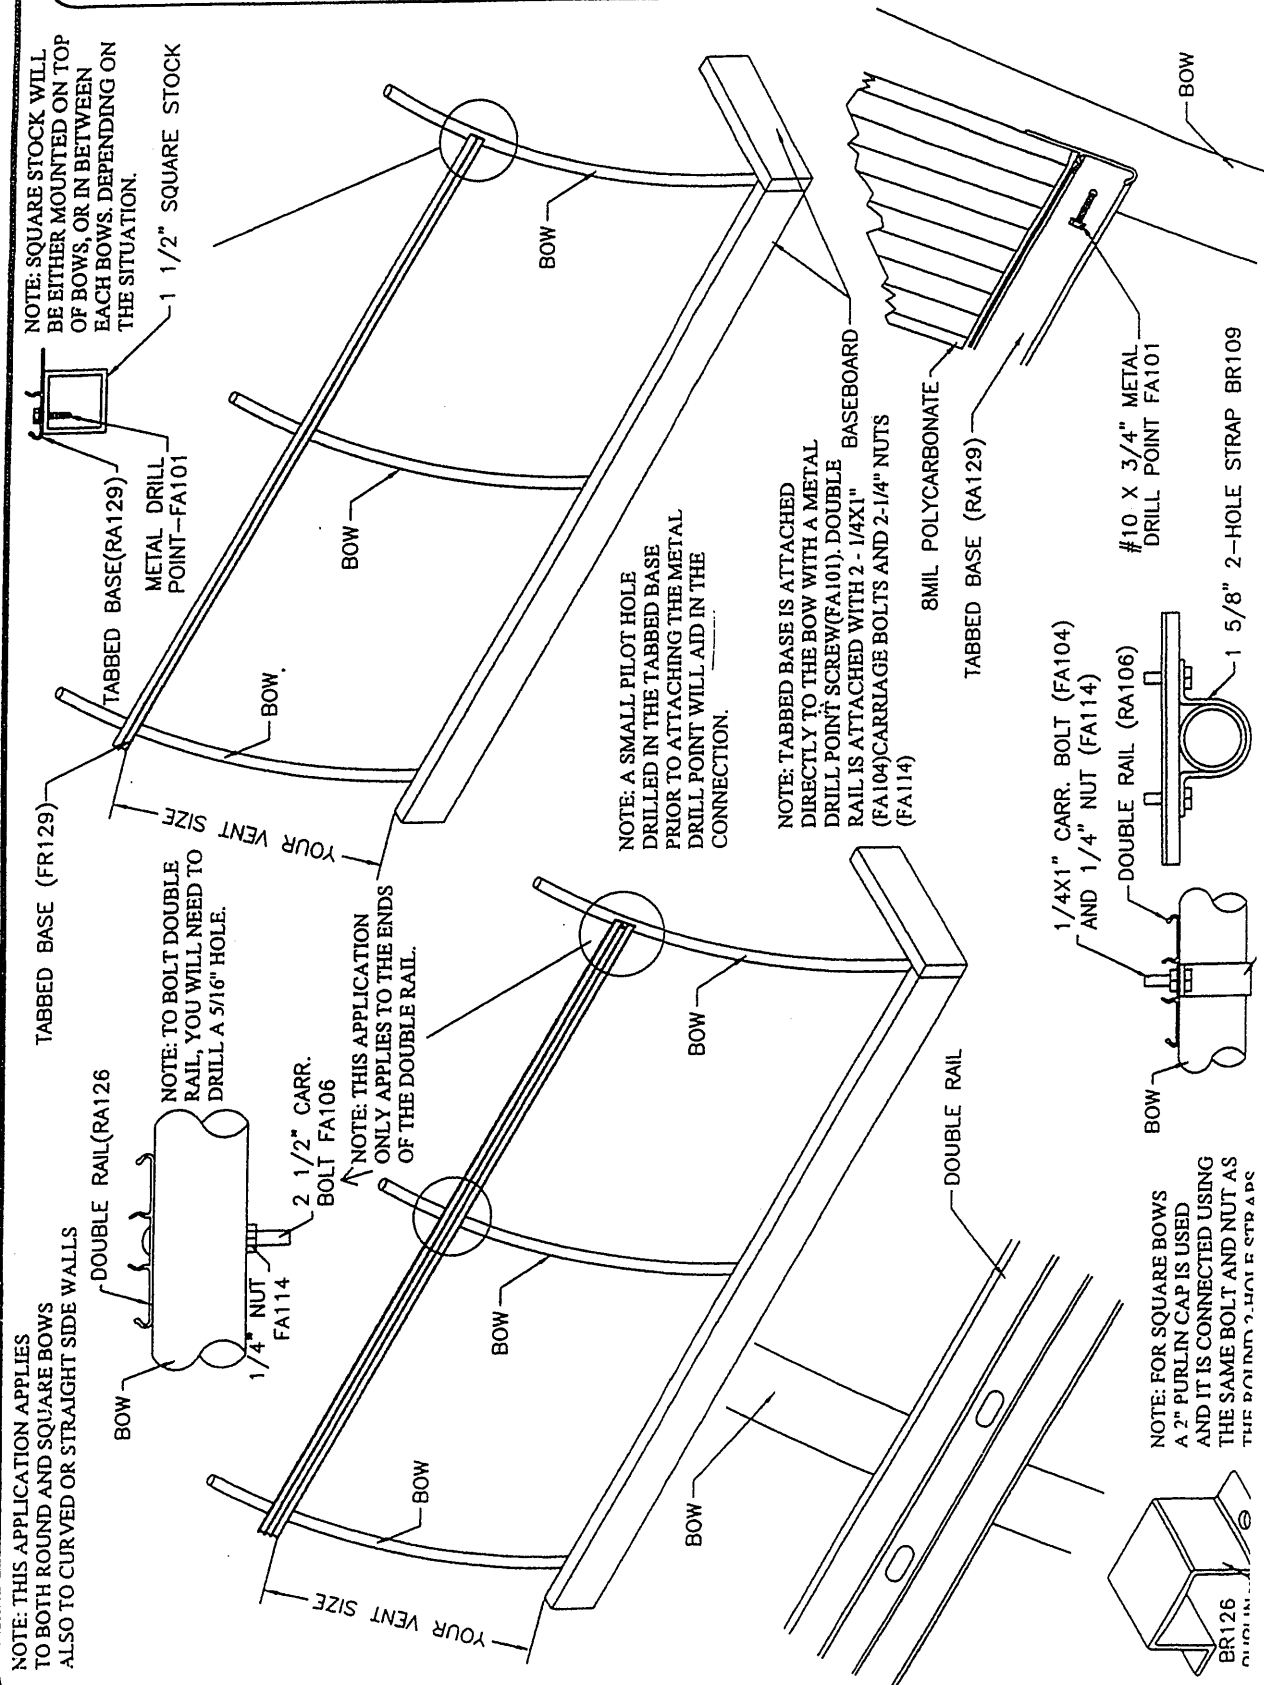 NOTE: THIS APPLICATION APPLIES
TO BOTH ROUND AND SQUARE BOWS
ALSO TO CURVED OR STRAIGHT SIDE WALLS
DOUBLE RAIL(RA126
BOW
1/4" NUT
FA114
2 1/2" CARR.
BOLT FA106
NOTE: TO BOLT DOUBLE
RAIL, YOU WILL NEED TO
DRILL A 5/16" HOLE.
NOTE: THIS APPLICATION
ONLY APPLIES TO THE ENDS
OF THE DOUBLE RAIL.
TABBED BASE (FR129)
TABBED BASE(RA129)
METAL DRILL
POINT-FA101
NOTE: SQUARE STOCK WILL
BE EITHER MOUNTED ON TOP
OF BOWS, OR IN BETWEEN
EACH BOWS. DEPENDING ON
THE SITUATION.
1 1/2" SQUARE STOCK
YOUR VENT SIZE
BOW.
BOW
BOW
BASEBOARD
YOUR VENT SIZE
BOW
BOW
BOW
NOTE: A SMALL PILOT HOLE
DRILLED IN THE TABBED BASE
PRIOR TO ATTACHING THE METAL
DRILL POINT WILL AID IN THE
CONNECTION.
NOTE: TABBED BASE IS ATTACHED
DIRECTLY TO THE BOW WITH A METAL
DRILL POINT SCREW(FA101). DOUBLE
RAIL IS ATTACHED WITH 2 - 1/4X1"
(FA104)CARRIAGE BOLTS AND 2-1/4" NUTS
(FA114)
8MIL POLYCARBONATE
TABBED BASE (RA129)
#10 X 3/4" METAL
DRILL POINT FA101
BOW
BOW
DOUBLE RAIL
1/4X1" CARR. BOLT (FA104)
AND 1/4" NUT (FA114)
DOUBLE RAIL (RA106)
BOW
1 5/8" 2-HOLE STRAP BR109
NOTE: FOR SQUARE BOWS
A 2" PURLIN CAP IS USED
AND IT IS CONNECTED USING
THE SAME BOLT AND NUT AS
THE ROUND 2-HOLE STRAPS
BR126